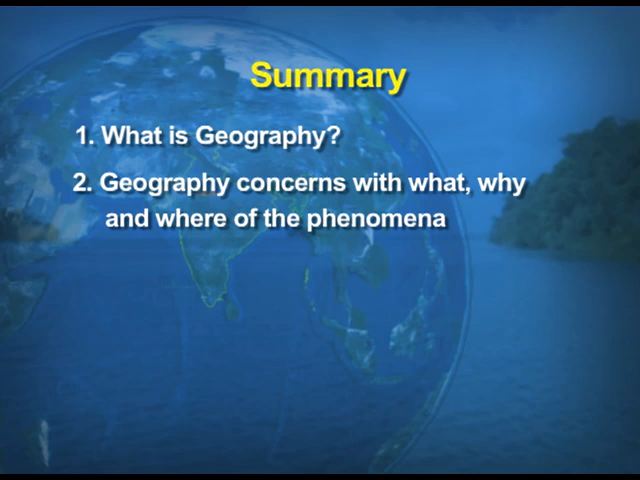 Summary
1. What is Geography?
2. Geography concerns with what, why
and where of the phenomena